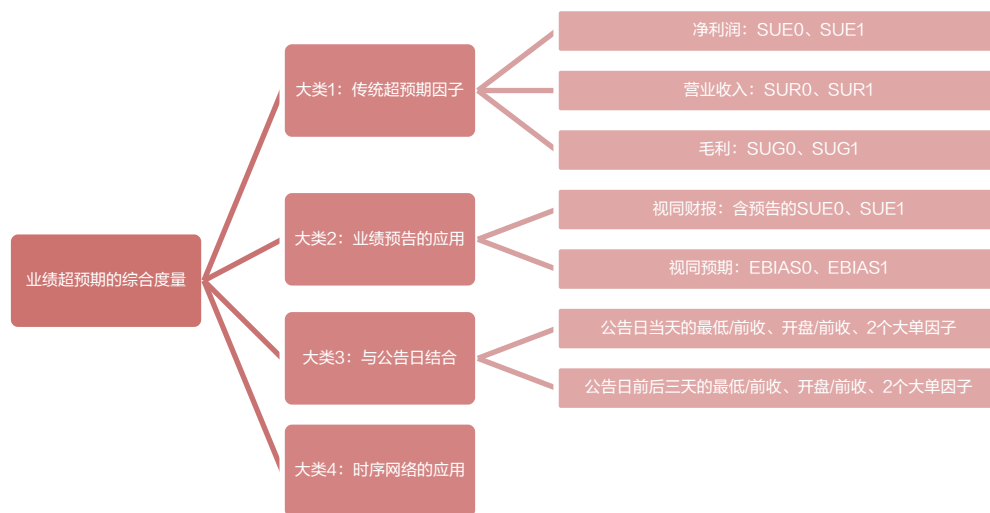 业绩超预期的综合度量
大类1：传统超预期因子
净利润：SUE0、SUE1
营业收入：SUR0、SUR1
毛利：SUG0、SUG1
大类2：业绩预告的应用
视同财报：含预告的SUE0、SUE1
视同预期：EBIAS0、EBIAS1
大类3：与公告日结合
公告日当天的最低/前收、开盘/前收、2个大单因子
公告日前后三天的最低/前收、开盘/前收、2个大单因子
大类4：时序网络的应用